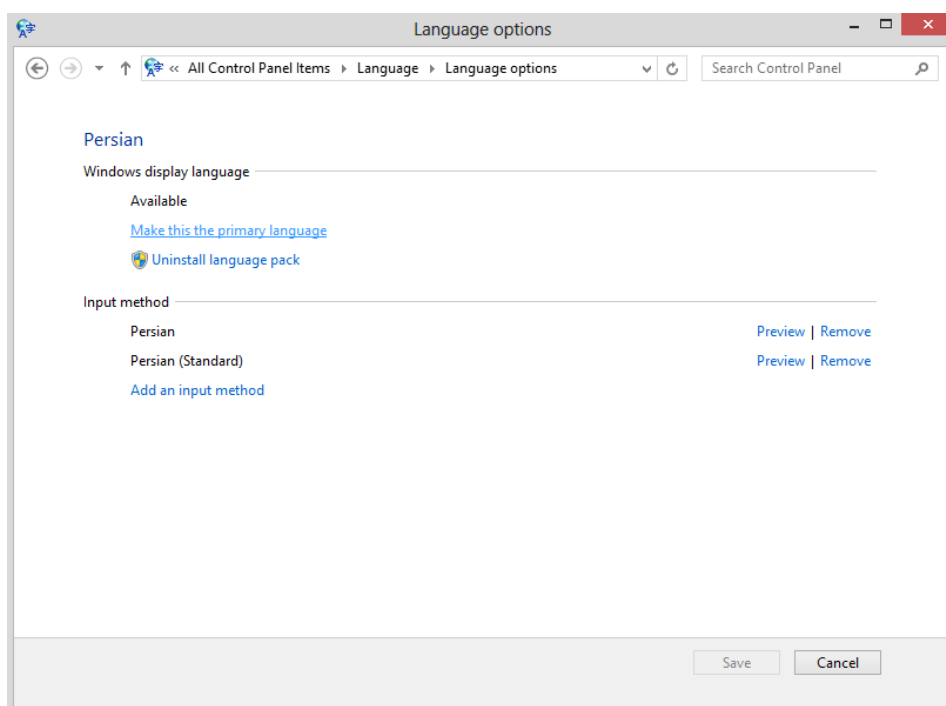 Language options
« All Control Panel Items Language Language options Search Control Panel
Persian
Windows display language
Available
Make this the primary language
Uninstall language pack
Input method
Persian Preview | Remove
Persian (Standard) Preview | Remove
Add an input method
Save Cancel